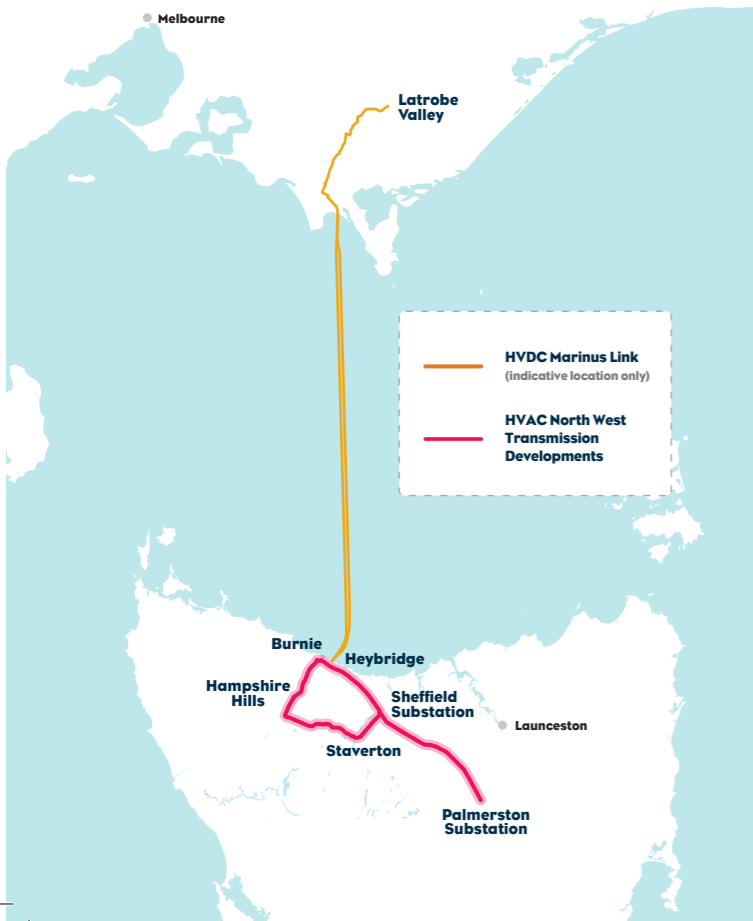 Melbourne
Latrobe
Valley
HVDC Marinus Link
(indicative location only)
HVAC North West
Transmission
Developments
Burnie
Heybridge
Hampshire
Hills
Sheffield
Substation
Launceston
Staverton
Palmerston
Substation